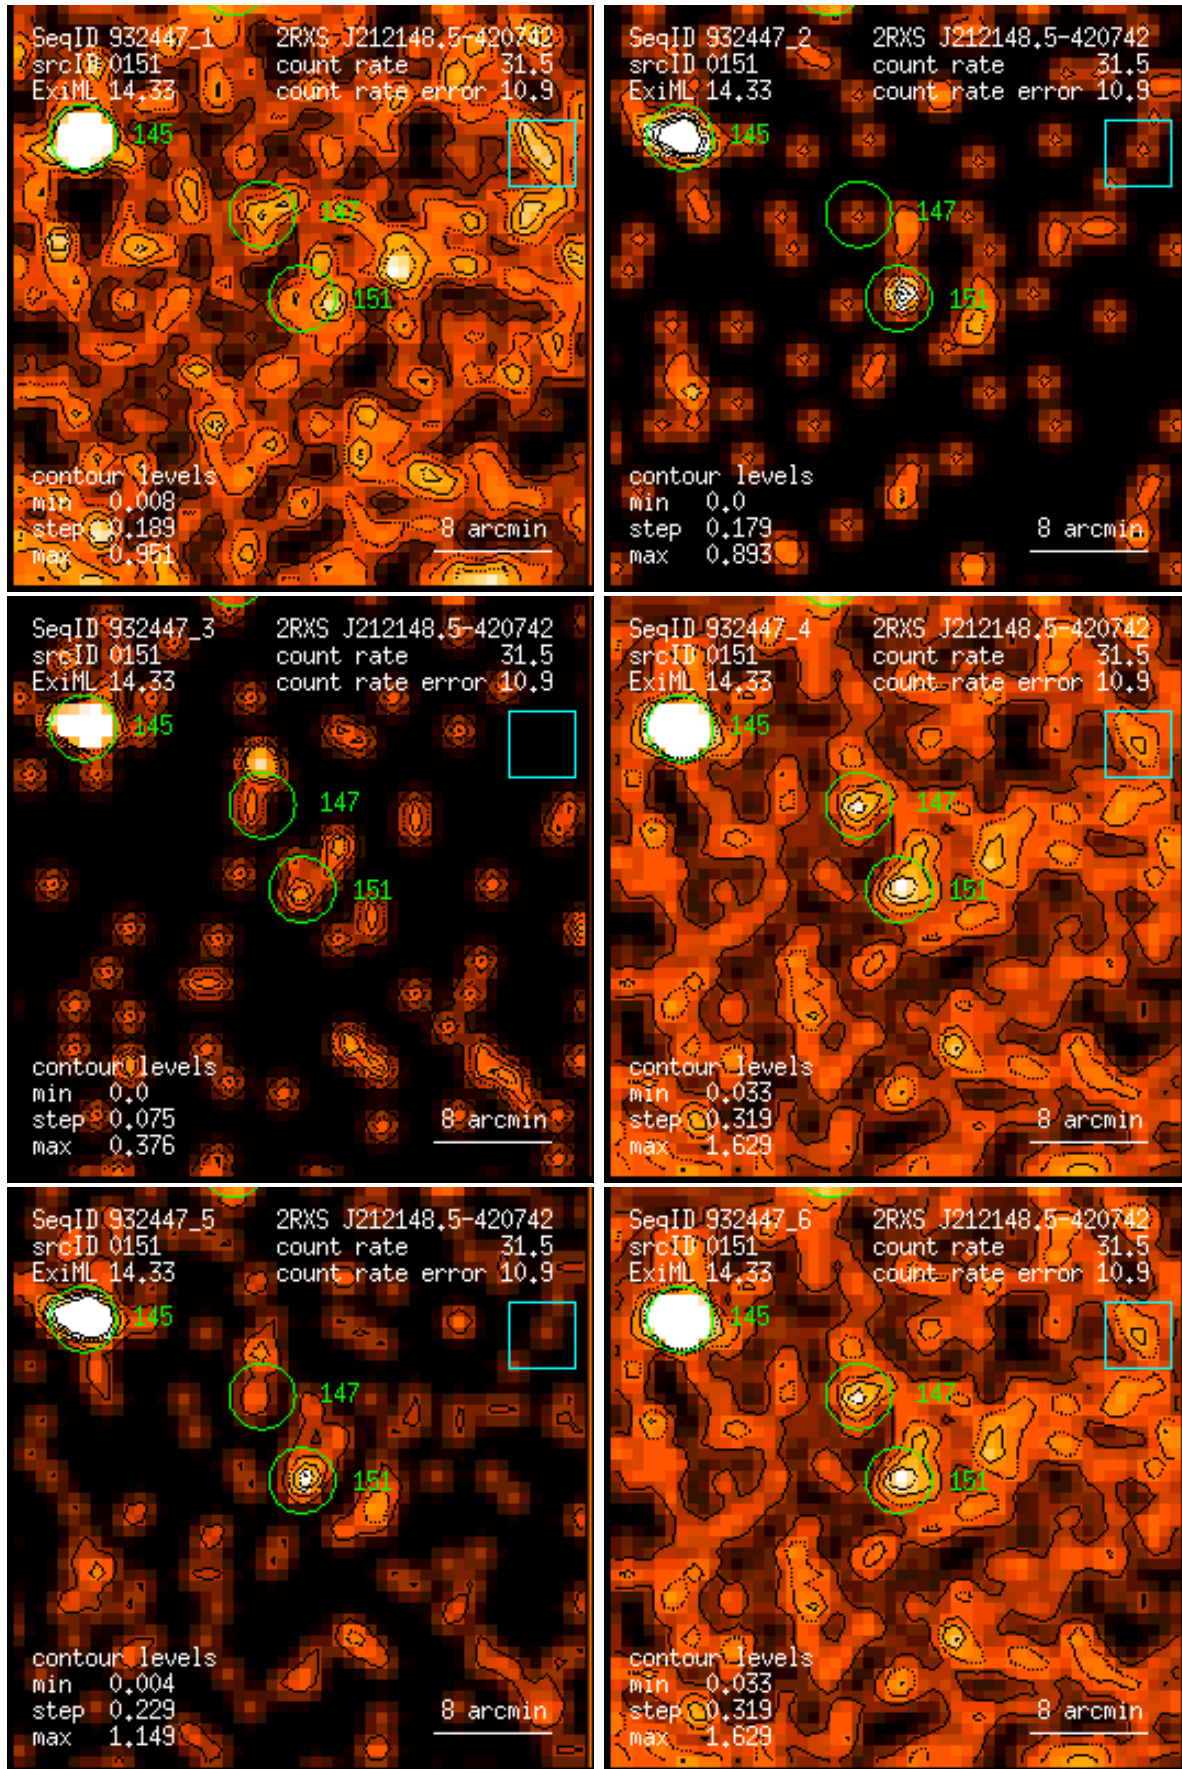 SeqID 932447_1 2RXS J212148.5-420742
srcID 0151 count rate 31.5
ExiML 14.33 count rate error 10.9
145
147
151
contour levels
min 0.008
step 0.189 8 arcmin
max 0.951
SeqID 932447_2 2RXS J212148.5-420742
srcID 0151 count rate 31.5
ExiML 14.33 count rate error 10.9
145
147
151
contour levels
min 0.0
step 0.179 8 arcmin
max 0.893
SeqID 932447_3 2RXS J212148.5-420742
srcID 0151 count rate 31.5
ExiML 14.33 count rate error 10.9
145
147
151
contour levels
min 0.0
step 0.075 8 arcmin
max 0.376
SeqID 932447_4 2RXS J212148.5-420742
srcID 0151 count rate 31.5
ExiML 14.33 count rate error 10.9
145
147
151
contour levels
min 0.033
step 0.319 8 arcmin
max 1.629
SeqID 932447_5 2RXS J212148.5-420742
srcID 0151 count rate 31.5
ExiML 14.33 count rate error 10.9
145
147
151
contour levels
min 0.004
step 0.229 8 arcmin
max 1.149
SeqID 932447_6 2RXS J212148.5-420742
srcID 0151 count rate 31.5
ExiML 14.33 count rate error 10.9
145
147
151
contour levels
min 0.033
step 0.319 8 arcmin
max 1.629